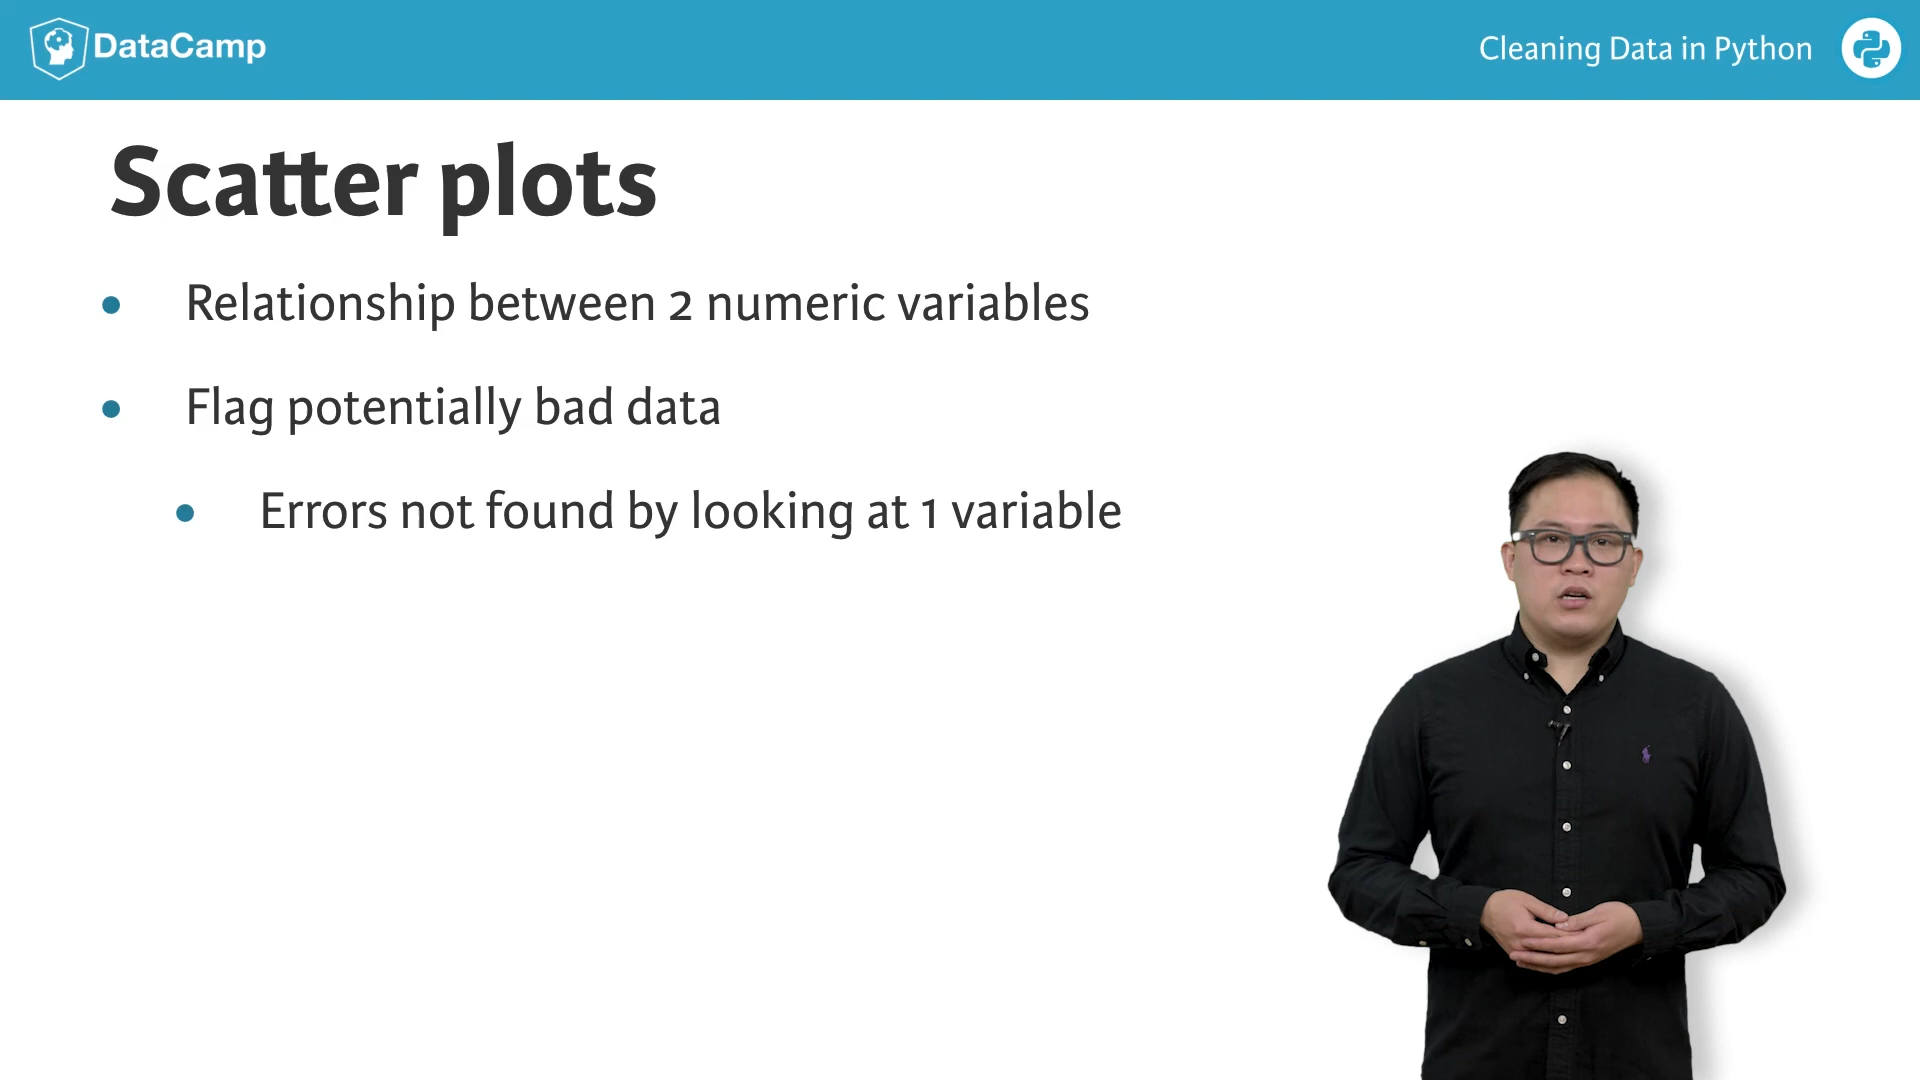 DataCamp
Cleaning Data in Python
Scatter plots
Relationship between 2 numeric variables
Flag potentially bad data
Errors not found by looking at 1 variable